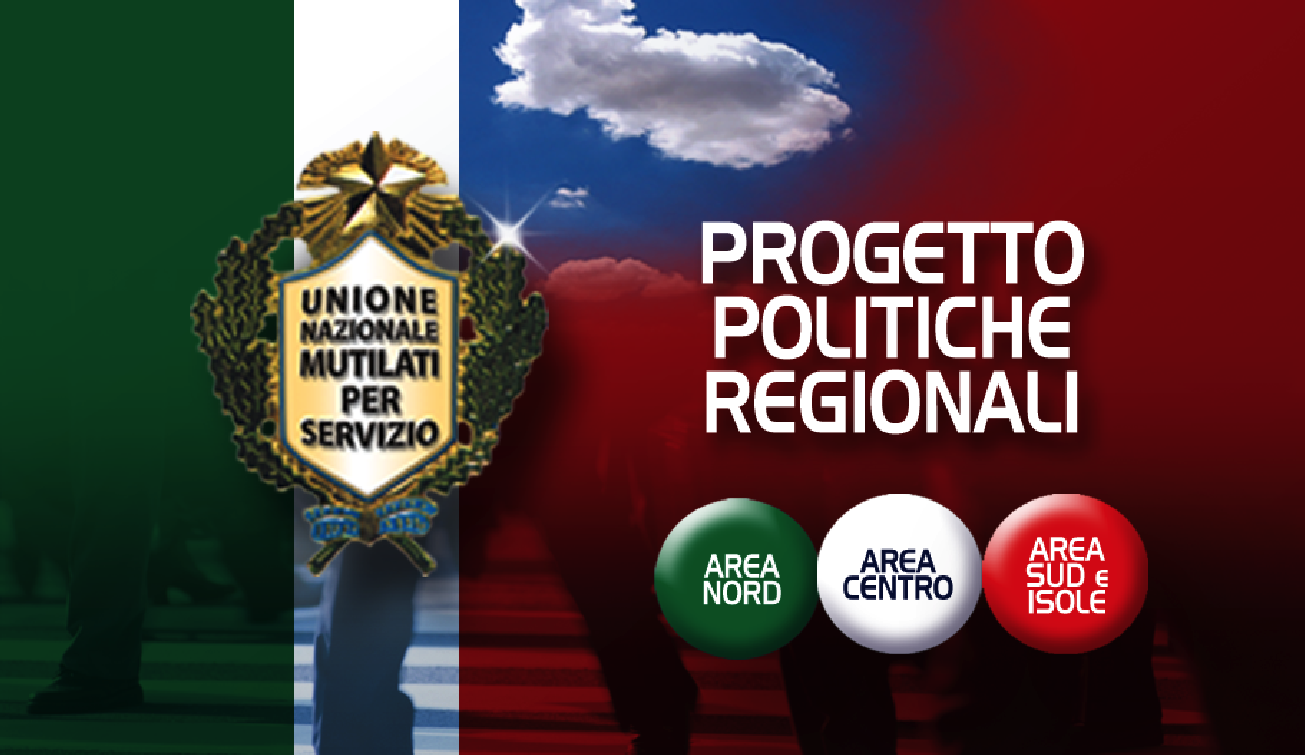 UNIONE
NAZIONALE
MUTILATI
PER
SERVIZIO
PROGETTO
POLITICHE
REGIONALI
AREA
NORD
AREA
CENTRO
AREA
SUD e
ISOLE